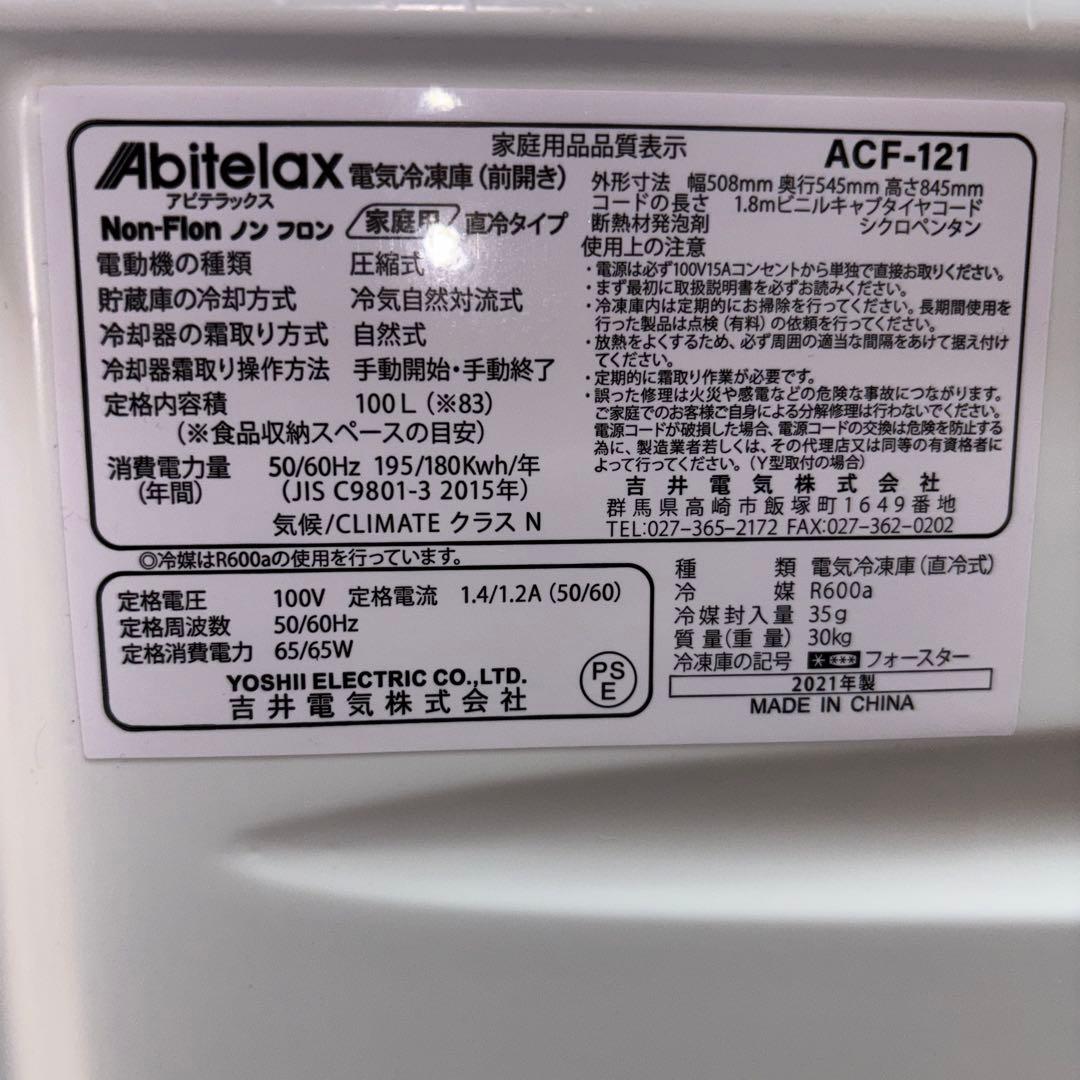 家庭用品品質表示
Abitelax 電気冷凍庫(前開き)
アビテラックス
Non-Flon ノン フロン 家庭用 直冷タイプ
電動機の種類 圧縮式
貯蔵庫の冷却方式 冷気自然対流式
冷却器の霜取り方式 自然式
冷却器霜取り操作方法 手動開始・手動終了
定格内容積 100L(※83)
(※食品収納スペースの目安)
消費電力量 50/60Hz 195/180Kwh/年
(年間) (JIS C9801-3 2015年)
気候/CLIMATE クラス N
ACF-121
外形寸法 幅508mm 奥行545mm 高さ845mm
コードの長さ 1.8mビニルキャブタイヤコード
断熱材発泡剤 シクロペンタン
使用上の注意
・電源は必ず100V15Aコンセントから単独で直接お取りください。
・まず最初に取扱説明書を必ずお読みください。
・冷凍庫内は定期的にお掃除を行ってください。長期間使用を
行った製品は点検(有料)の依頼を行ってください。
・放熱をよくするため、必ず周囲の適当な間隔をあけて据え付け
てください。
・定期的に霜取り作業が必要です。
・誤った修理は火災や感電などの危険な事故につながります。
ご家庭でのお客様ご自身による分解修理は行わないでください。
電源コードが破損した場合、電源コードの交換は危険を防止する
為に、製造業者若しくは、その代理店又は同等の有資格者に
よって行ってください。(Y型取付の場合)
吉井電気株式会社
群馬県高崎市飯塚町1649番地
TEL:027-365-2172 FAX:027-362-0202
◎冷媒はR600aの使用を行っています。
定格電圧 100V 定格電流 1.4/1.2A(50/60)
定格周波数 50/60Hz
定格消費電力 65/65W
YOSHII ELECTRIC CO.,LTD.
吉井電気株式会社
PS
E
種類 電気冷凍庫(直冷式)
冷媒 R600a
冷媒封入量 35g
質量(重量) 30kg
冷凍庫の記号 * *** フォースター
2021年製
MADE IN CHINA